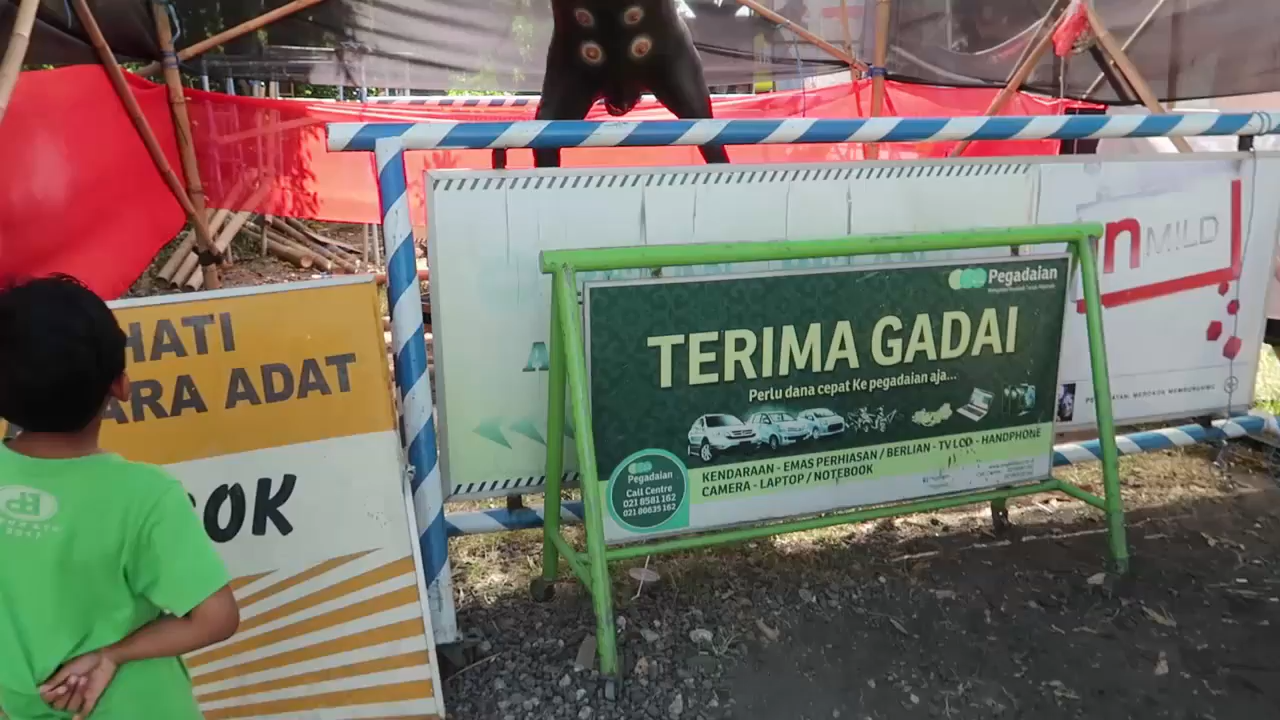 HATI
ARA ADAT
OK
Pegadaian
TERIMA GADAI
Perlu dana cepat Ke pegadaian aja...
KENDARAAN - EMAS PERHIASAN / BERLIAN - TV LCD - HANDPHONE
CAMERA - LAPTOP / NOTEBOOK
Pegadaian
Call Centre
021 8581 162
021 80635 162
n MILD